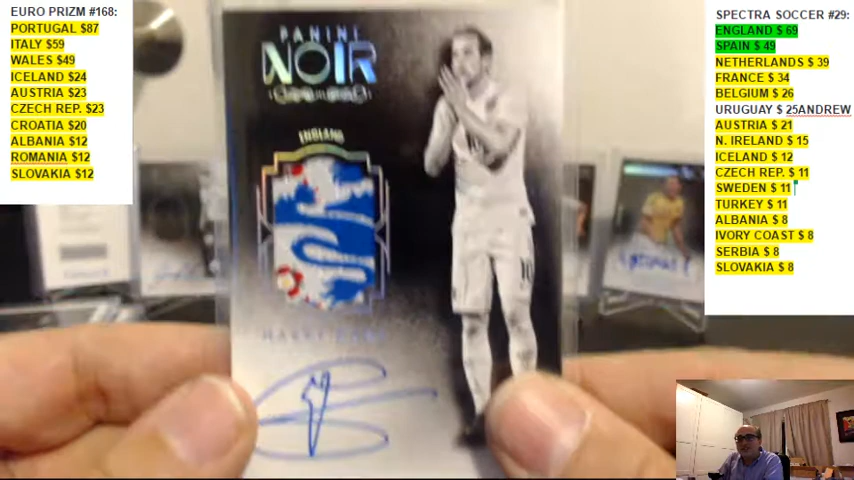 EURO PRIZM #168:
PORTUGAL $87
ITALY $59
WALES $49
ICELAND $24
AUSTRIA $23
CZECH REP. $23
CROATIA $20
ALBANIA $12
ROMANIA $12
SLOVAKIA $12
PANINI
NOIR
ENGLAND
10
HARRY KANE
SPECTRA SOCCER #29:
ENGLAND $ 69
SPAIN $ 49
NETHERLANDS $ 39
FRANCE $ 34
BELGIUM $ 26
URUGUAY $ 25ANDREW
AUSTRIA $ 21
N. IRELAND $ 15
ICELAND $ 12
CZECH REP. $ 11
SWEDEN $ 11
TURKEY $ 11
ALBANIA $ 8
IVORY COAST $ 8
SERBIA $ 8
SLOVAKIA $ 8